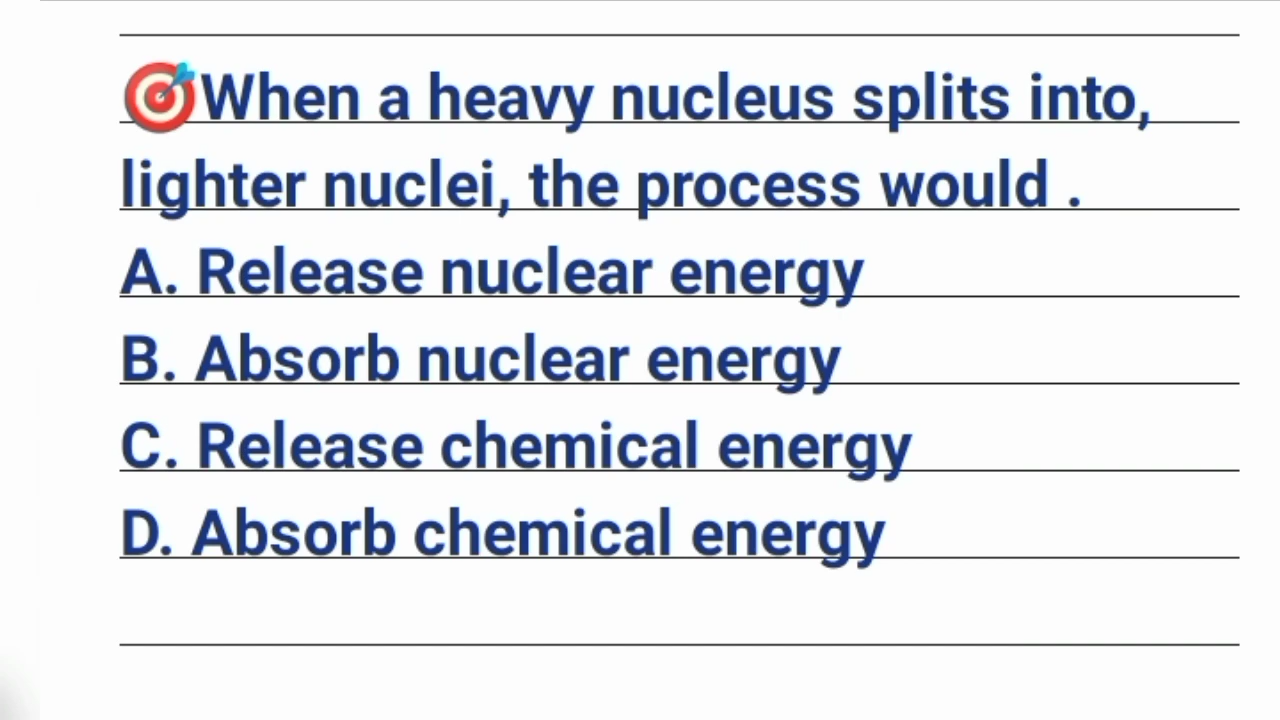 🎯When a heavy nucleus splits into,
lighter nuclei, the process would .
A. Release nuclear energy
B. Absorb nuclear energy
C. Release chemical energy
D. Absorb chemical energy